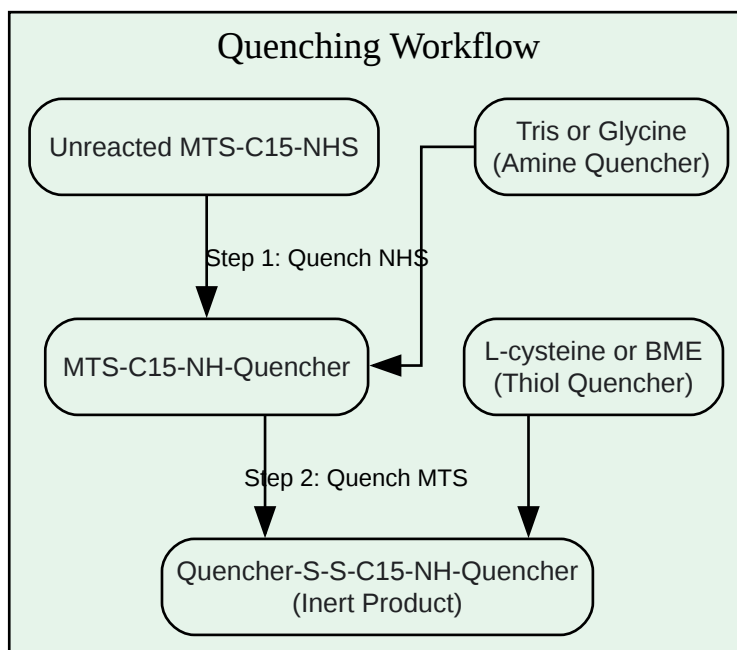 Quenching Workflow
Unreacted MTS-C15-NHS
Tris or Glycine
(Amine Quencher)
Step 1: Quench NHS
MTS-C15-NH-Quencher
L-cysteine or BME
(Thiol Quencher)
Step 2: Quench MTS
Quencher-S-S-C15-NH-Quencher
(Inert Product)